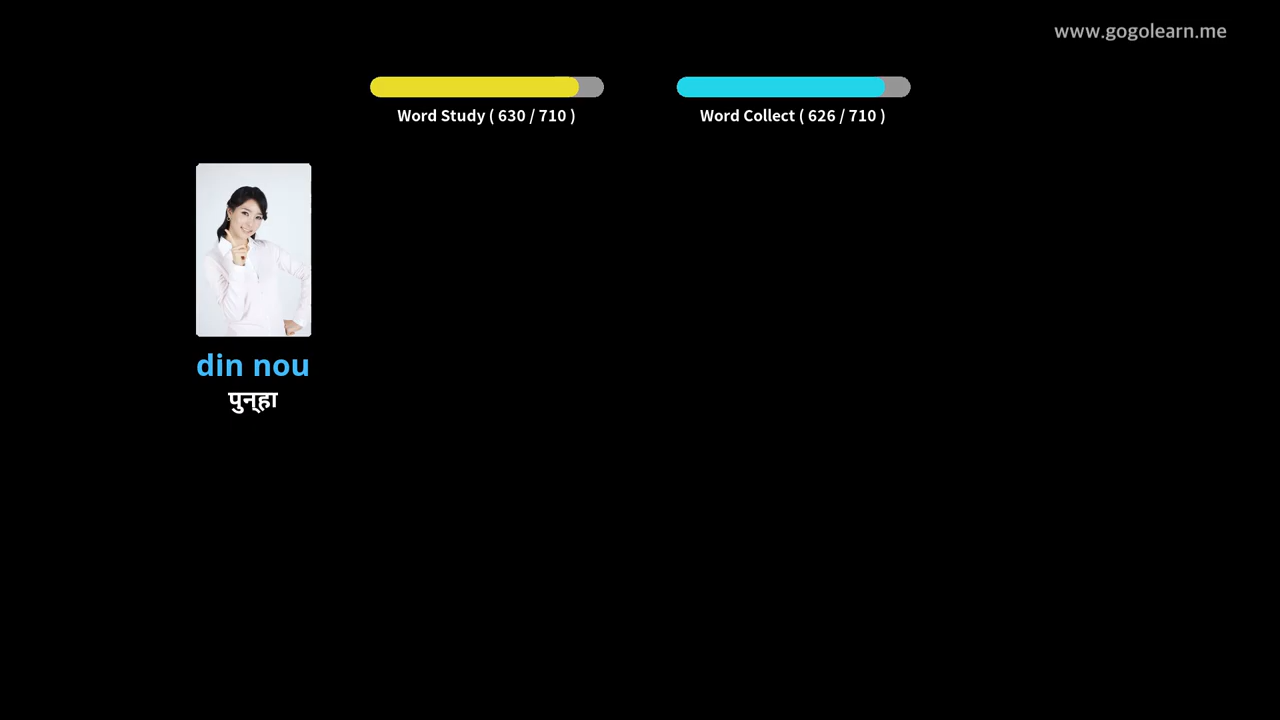 www.gogolearn.me
Word Study ( 630 / 710 )
Word Collect ( 626 / 710 )
din nou
पुन्हा